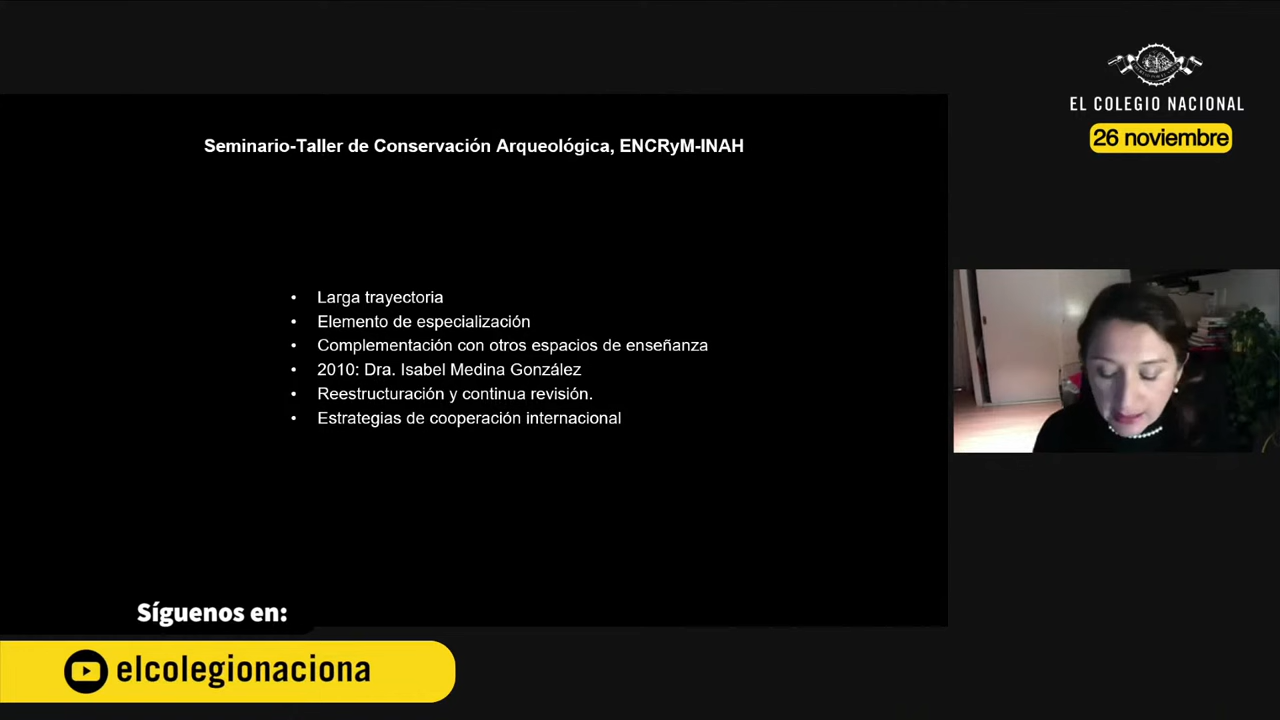 EL COLEGIO NACIONAL
26 noviembre
Seminario-Taller de Conservación Arqueológica, ENCRyM-INAH
• Larga trayectoria
• Elemento de especialización
• Complementación con otros espacios de enseñanza
• 2010: Dra. Isabel Medina González
• Reestructuración y continua revisión.
• Estrategias de cooperación internacional
Síguenos en:
elcolegionaciona